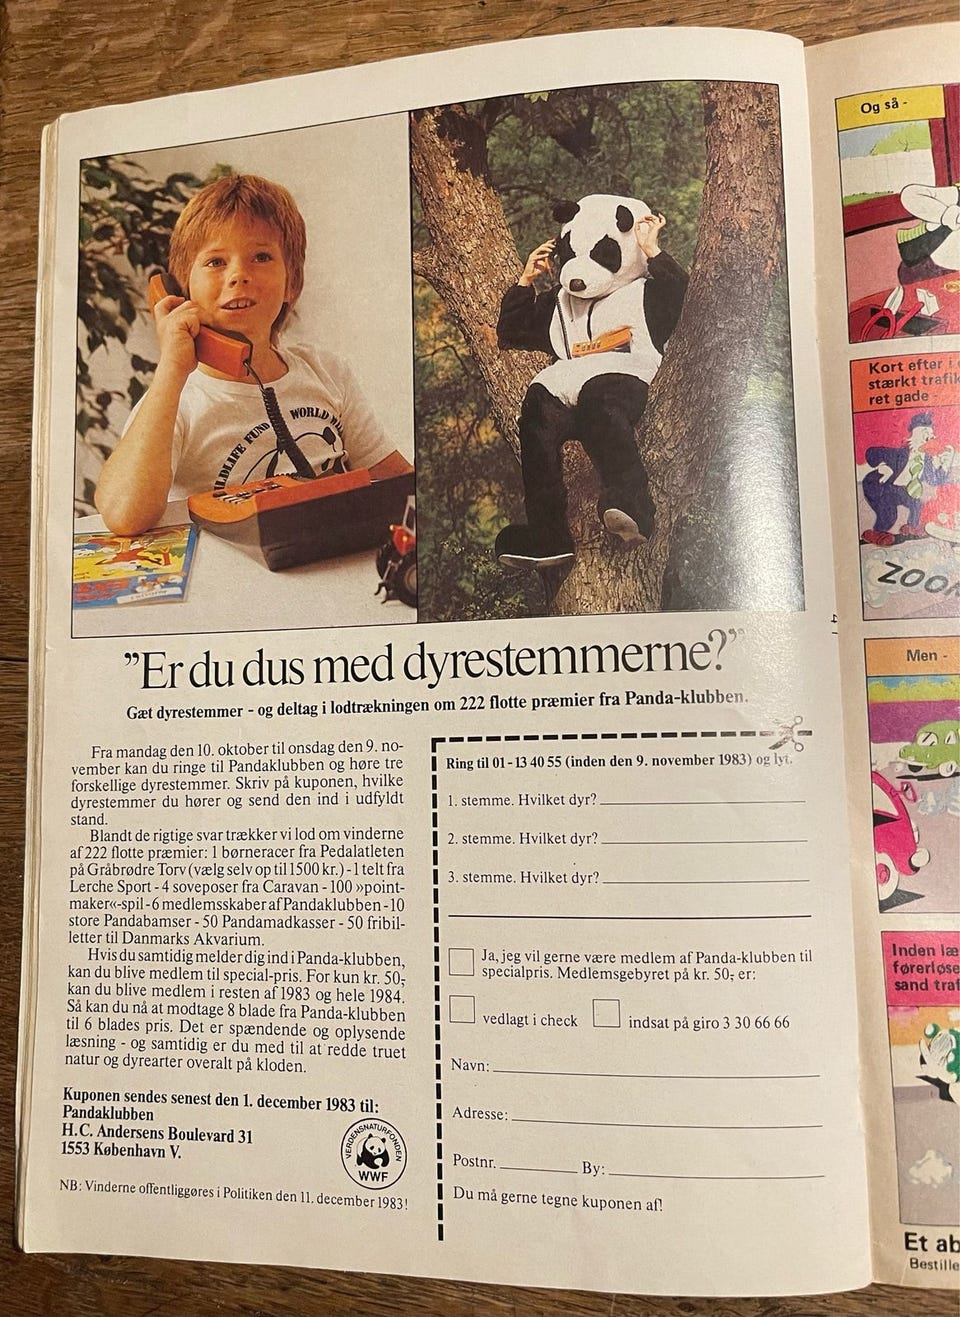 WILDLIFE FUND
WORLD
"Er du dus med dyrestemmerne?"
Gæt dyrestemmer - og deltag i lodtrækningen om 222 flotte præmier fra Panda-klubben.
Fra mandag den 10. oktober til onsdag den 9. no-
vember kan du ringe til Pandaklubben og høre tre
forskellige dyrestemmer. Skriv på kuponen, hvilke
dyrestemmer du hører og send den ind i udfyldt
stand.
Blandt de rigtige svar trækker vi lod om vinderne
af 222 flotte præmier: 1 børneracer fra Pedalatleten
på Gråbrødre Torv (vælg selv op til 1500 kr.) - 1 telt fra
Lerche Sport - 4 soveposer fra Caravan - 100 »point-
maker«-spil - 6 medlemsskaber af Pandaklubben - 10
store Pandabamser - 50 Pandamadkasser - 50 fribil-
letter til Danmarks Akvarium.
Hvis du samtidig melder dig ind i Panda-klubben,
kan du blive medlem til special-pris. For kun kr. 50,-
kan du blive medlem i resten af 1983 og hele 1984.
Så kan du nå at modtage 8 blade fra Panda-klubben
til 6 blades pris. Det er spændende og oplysende
læsning - og samtidig er du med til at redde truet
natur og dyrearter overalt på kloden.
Kuponen sendes senest den 1. december 1983 til:
Pandaklubben
H.C. Andersens Boulevard 31
1553 København V.
VERDENSNATURFONDEN
WWF
NB: Vinderne offentliggøres i Politiken den 11. december 1983!
Ring til 01-13 40 55 (inden den 9. november 1983) og lyt.
1. stemme. Hvilket dyr?
2. stemme. Hvilket dyr?
3. stemme. Hvilket dyr?
Ja, jeg vil gerne være medlem af Panda-klubben til
specialpris. Medlemsgebyret på kr. 50,- er:
vedlagt i check
indsat på giro 3 30 66 66
Navn:
Adresse:
Postnr. By:
Du må gerne tegne kuponen af!
41
Og så -
Kort efter i
stærkt trafik
ret gade -
ZOOM
Men -
Inden læ
førerløse
sand traf
Et ab
Bestille